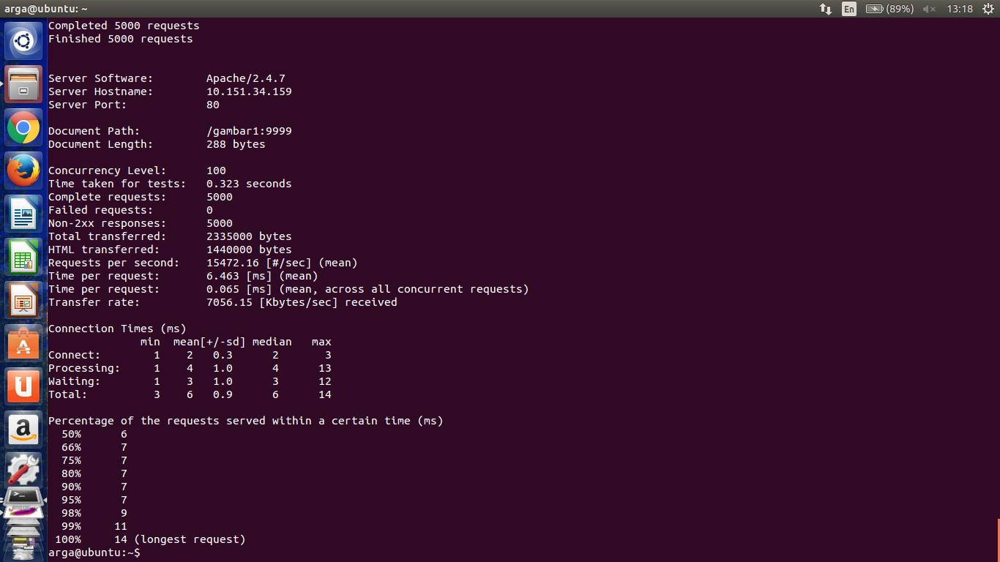 arga@ubuntu: ~
En
(89%)
13:18
Completed 5000 requests
Finished 5000 requests
Server Software: Apache/2.4.7
Server Hostname: 10.151.34.159
Server Port: 80
Document Path: /gambar1:9999
Document Length: 288 bytes
Concurrency Level: 100
Time taken for tests: 0.323 seconds
Complete requests: 5000
Failed requests: 0
Non-2xx responses: 5000
Total transferred: 2335000 bytes
HTML transferred: 1440000 bytes
Requests per second: 15472.16 [#/sec] (mean)
Time per request: 6.463 [ms] (mean)
Time per request: 0.065 [ms] (mean, across all concurrent requests)
Transfer rate: 7056.15 [Kbytes/sec] received
Connection Times (ms)
min mean[+/-sd] median max
Connect: 1 2 0.3 2 3
Processing: 1 4 1.0 4 13
Waiting: 1 3 1.0 3 12
Total: 3 6 0.9 6 14
Percentage of the requests served within a certain time (ms)
50% 6
66% 7
75% 7
80% 7
90% 7
95% 7
98% 9
99% 11
100% 14 (longest request)
arga@ubuntu:~$